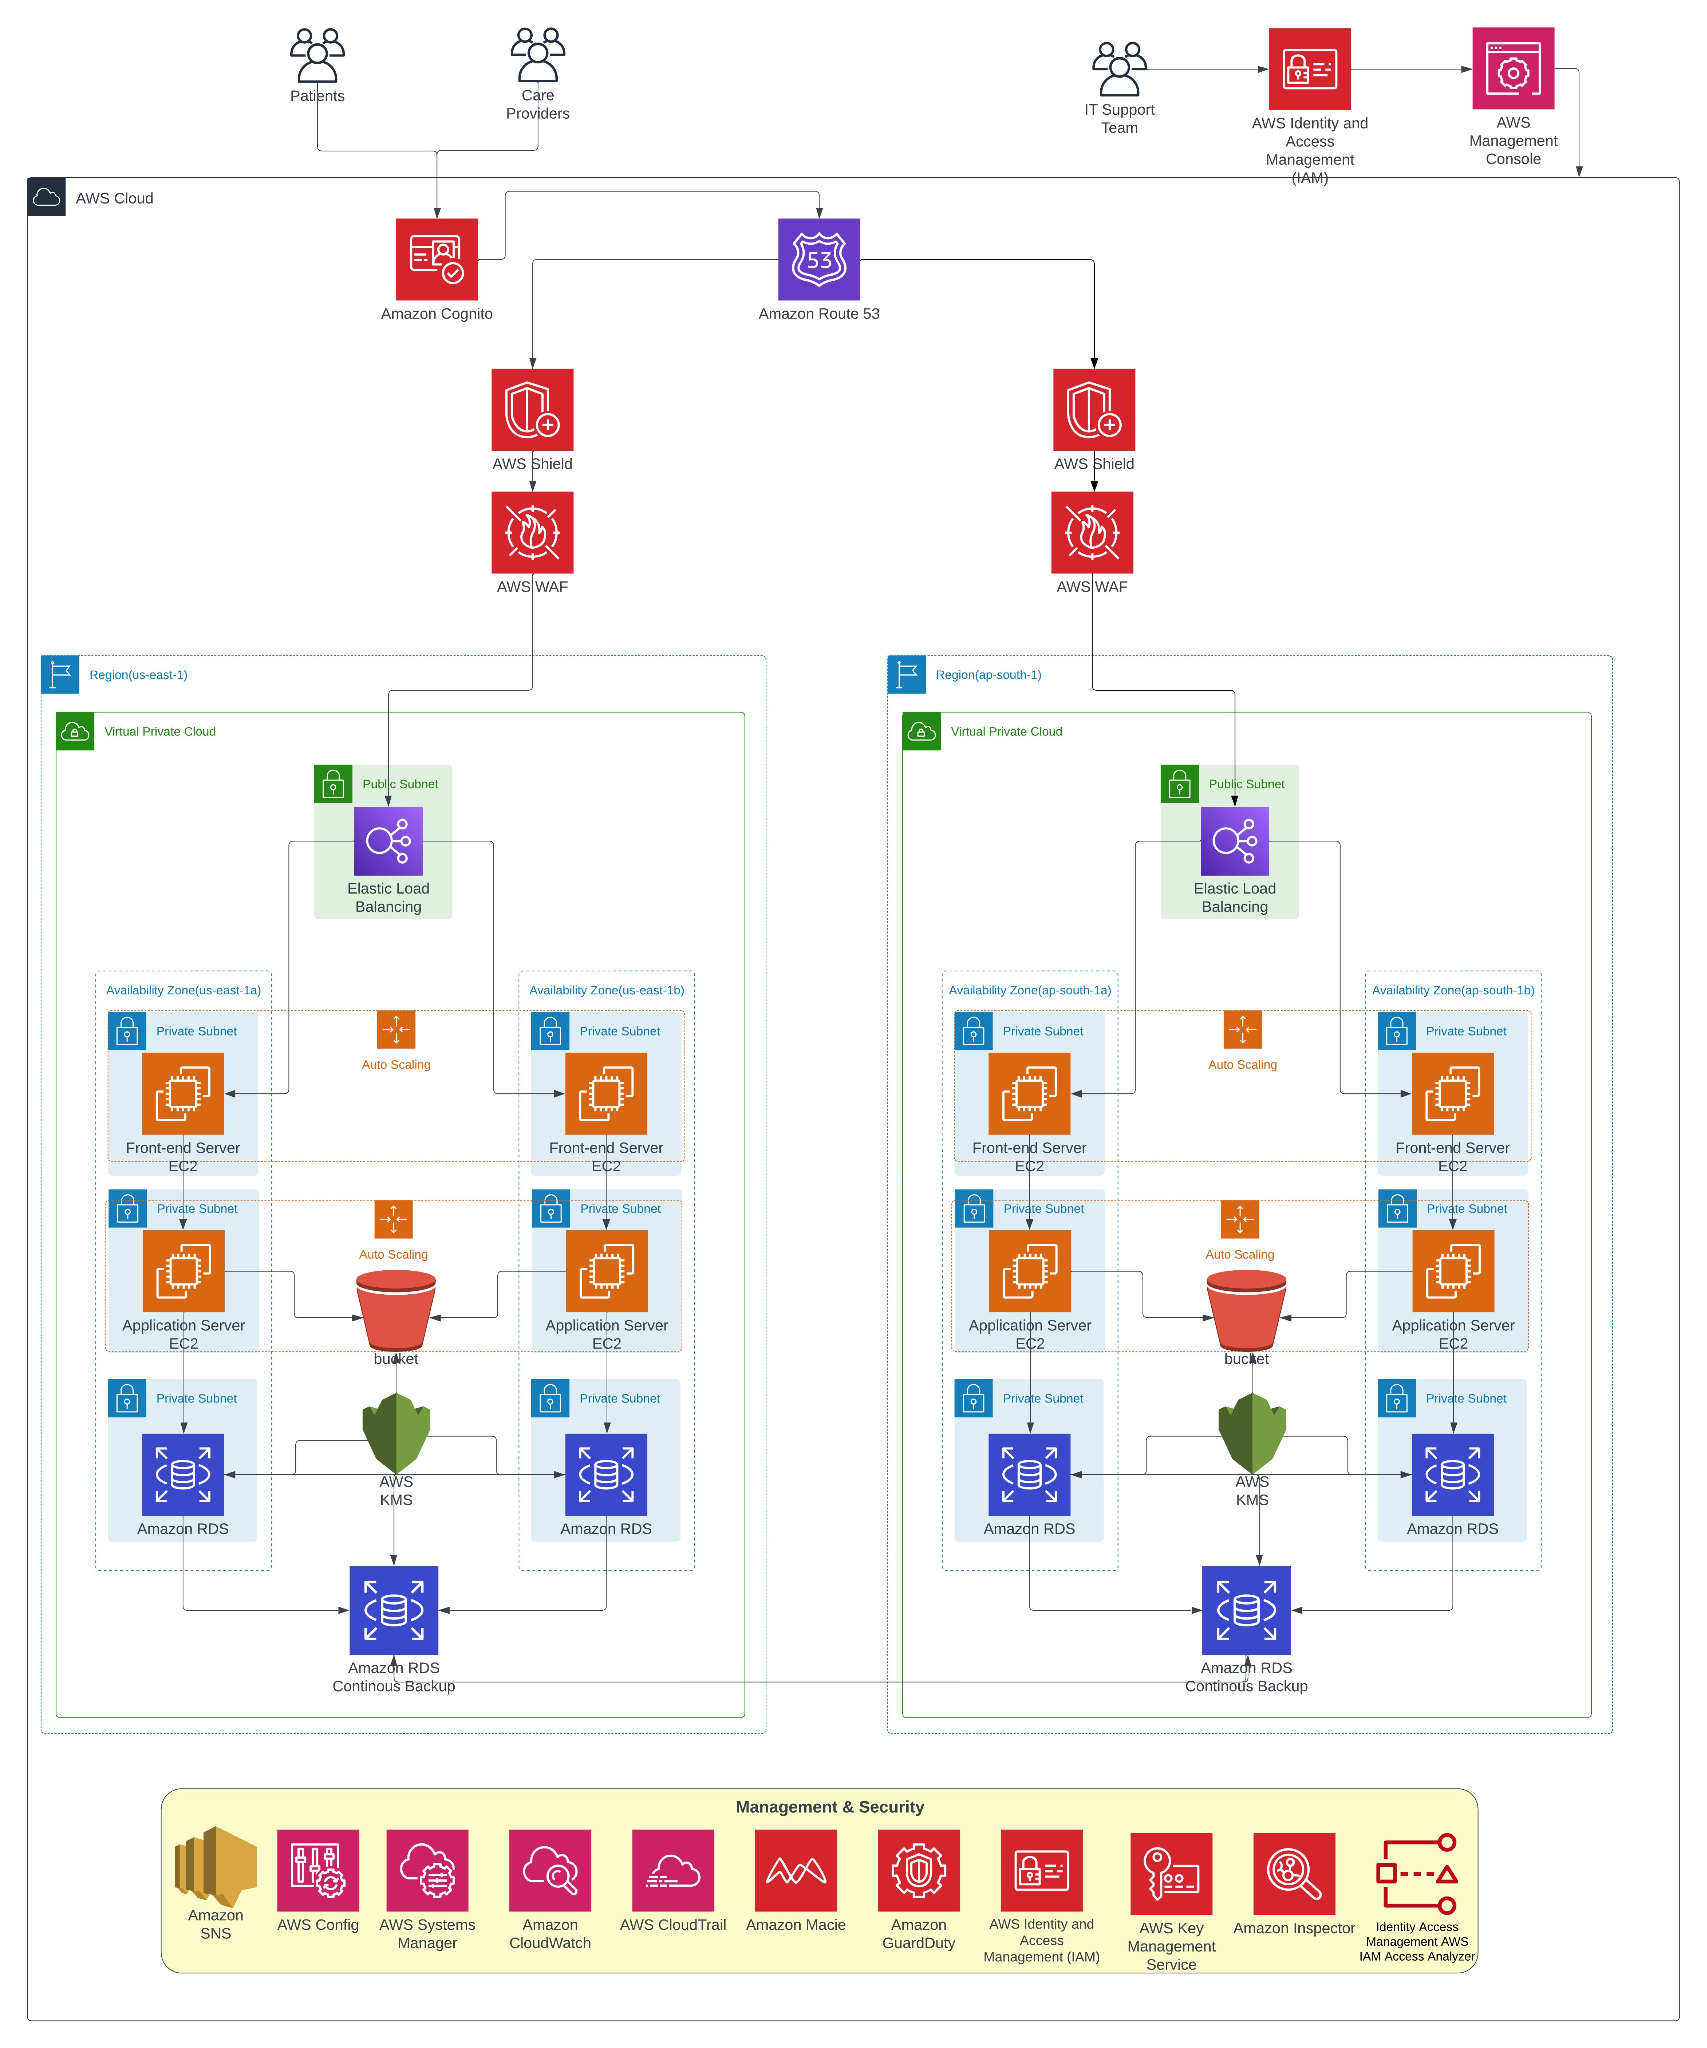 Patients
Care
Providers
IT Support
Team
AWS Identity and
Access
Management
(IAM)
AWS
Management
Console
AWS Cloud
Amazon Cognito
53
Amazon Route 53
AWS Shield
AWS Shield
AWS WAF
AWS WAF
Region(us-east-1)
Virtual Private Cloud
Public Subnet
Elastic Load
Balancing
Availability Zone(us-east-1a)
Availability Zone(us-east-1b)
Private Subnet
Auto Scaling
Private Subnet
Front-end Server
EC2
Front-end Server
EC2
Private Subnet
Auto Scaling
Private Subnet
Application Server
EC2
bucket
Application Server
EC2
Private Subnet
Private Subnet
AWS
KMS
Amazon RDS
Amazon RDS
Amazon RDS
Continous Backup
Region(ap-south-1)
Virtual Private Cloud
Public Subnet
Elastic Load
Balancing
Availability Zone(ap-south-1a)
Availability Zone(ap-south-1b)
Private Subnet
Auto Scaling
Private Subnet
Front-end Server
EC2
Front-end Server
EC2
Private Subnet
Auto Scaling
Private Subnet
Application Server
EC2
bucket
Application Server
EC2
Private Subnet
Private Subnet
AWS
KMS
Amazon RDS
Amazon RDS
Amazon RDS
Continous Backup
Management & Security
Amazon
SNS
AWS Config
AWS Systems
Manager
Amazon
CloudWatch
AWS CloudTrail
Amazon Macie
Amazon
GuardDuty
AWS Identity and
Access
Management (IAM)
AWS Key
Management
Service
Amazon Inspector
Identity Access
Management AWS
IAM Access Analyzer